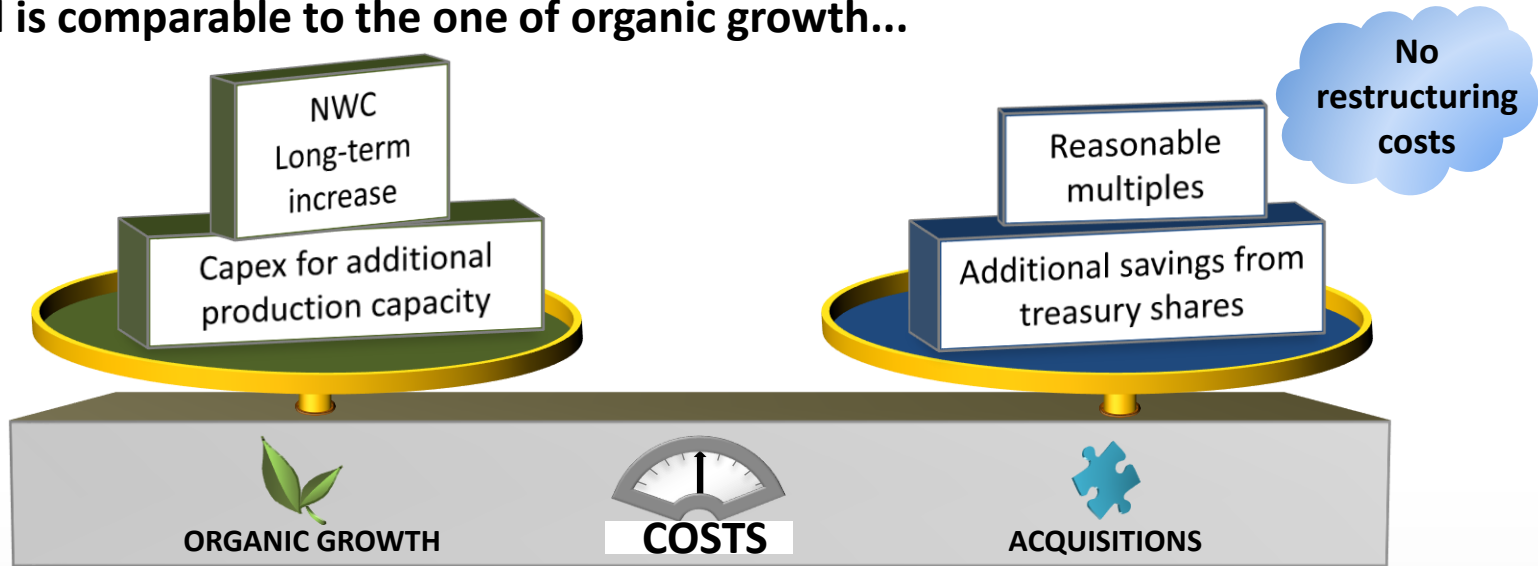 is comparable to the one of organic growth...
No
restructuring
costs
NWC
Long-term
increase
Capex for additional
production capacity
Reasonable
multiples
Additional savings from
treasury shares
ORGANIC GROWTH
COSTS
ACQUISITIONS